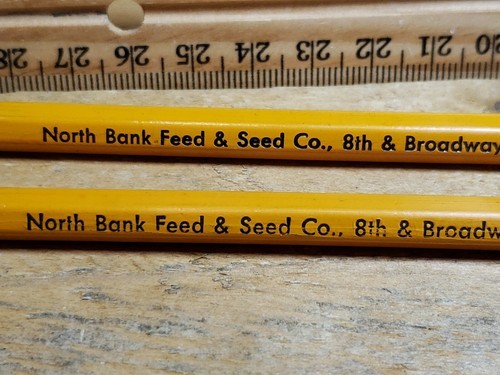 28 27 26 25 24 23 22 21 20
North Bank Feed & Seed Co., 8th & Broadway
North Bank Feed & Seed Co., 8th & Broadw